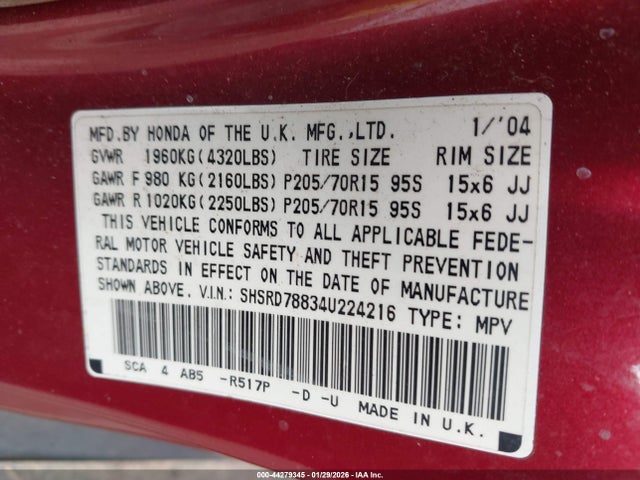 MFD.BY HONDA OF THE U.K. MFG.,LTD. 1/'04
GVWR 1960KG(4320LBS) TIRE SIZE RIM SIZE
GAWR F 980 KG(2160LBS) P205/70R15 95S 15x6 JJ
GAWR R 1020KG(2250LBS) P205/70R15 95S 15x6 JJ
THIS VEHICLE CONFORMS TO ALL APPLICABLE FEDE-
RAL MOTOR VEHICLE SAFETY AND THEFT PREVENTION
STANDARDS IN EFFECT ON THE DATE OF MANUFACTURE
SHOWN ABOVE. V.I.N: SHSRD78834U224216 TYPE: MPV
SCA 4 AB5 -R517P -D -U MADE IN U.K.
000-44279345 - 01/29/2026 - IAA Inc.